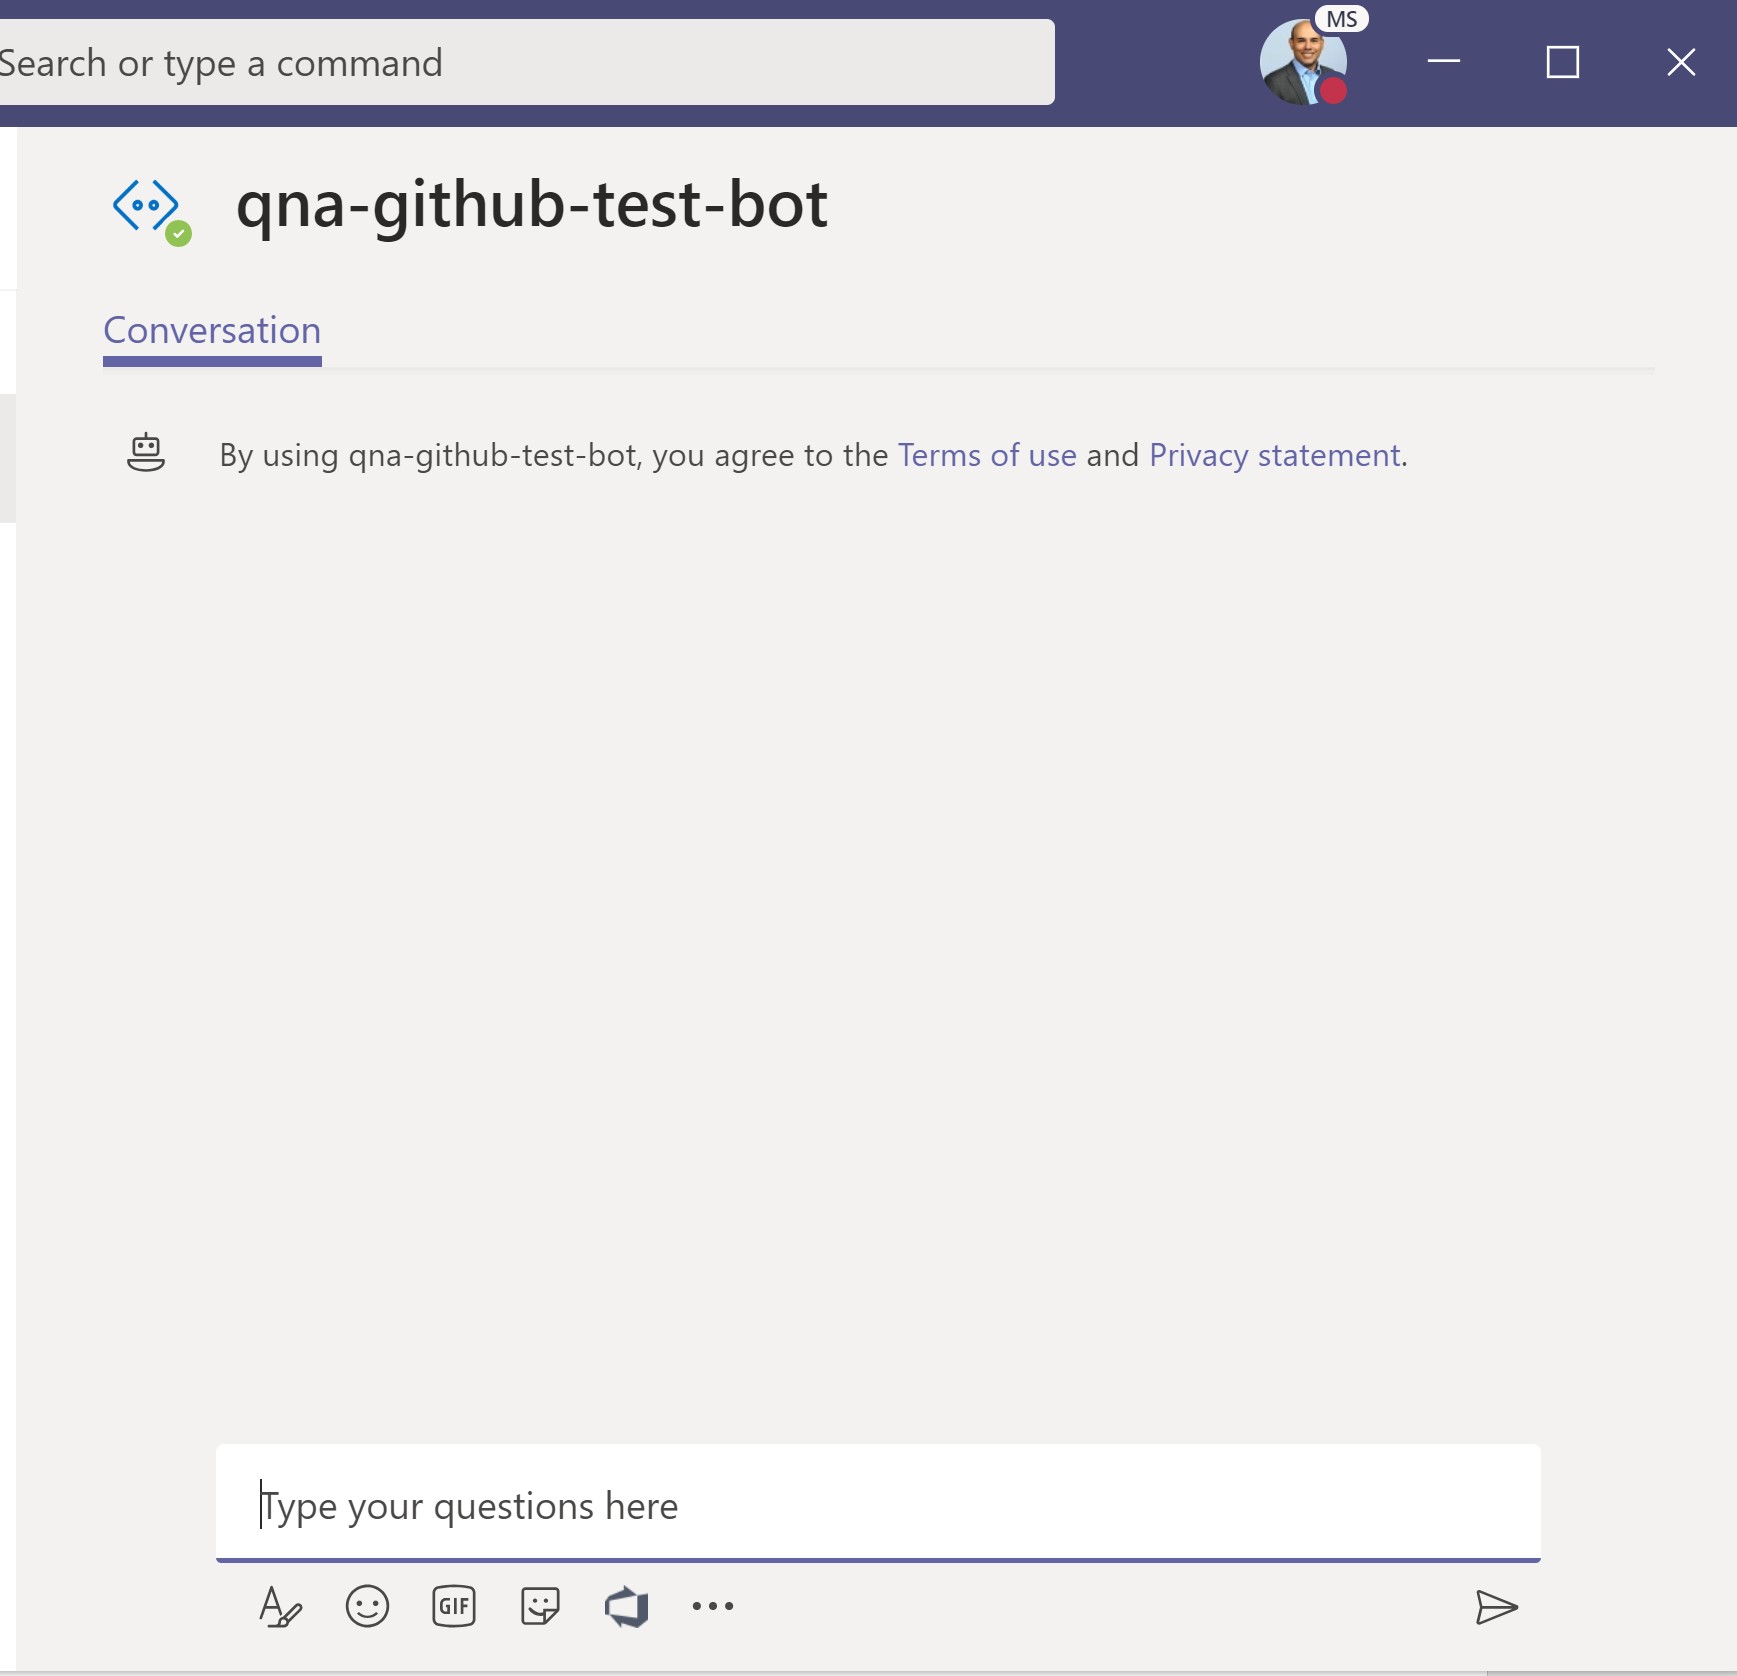 Search or type a command
MS
qna-github-test-bot
Conversation
By using qna-github-test-bot, you agree to the Terms of use and Privacy statement.
Type your questions here
GIF